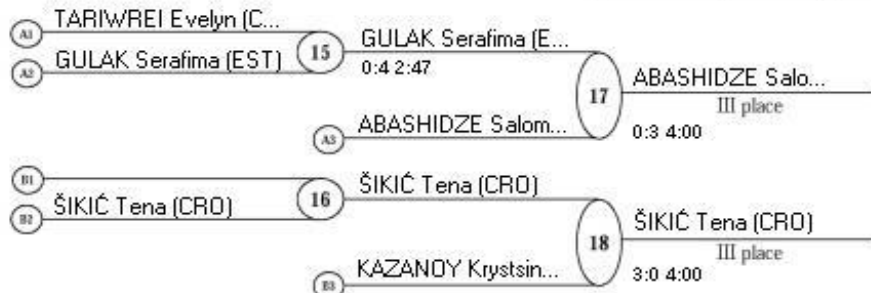 A1 TARIWREI Evelyn (C...
A2 GULAK Serafima (EST)
15
GULAK Serafima (E...
0:4 2:47
A3 ABASHIDZE Salom...
17
ABASHIDZE Salo...
III place
0:3 4:00
B1
B2 ŠIKIĆ Tena (CRO)
16
ŠIKIĆ Tena (CRO)
B3 KAZANOY Krystsin...
18
ŠIKIĆ Tena (CRO)
III place
3:0 4:00